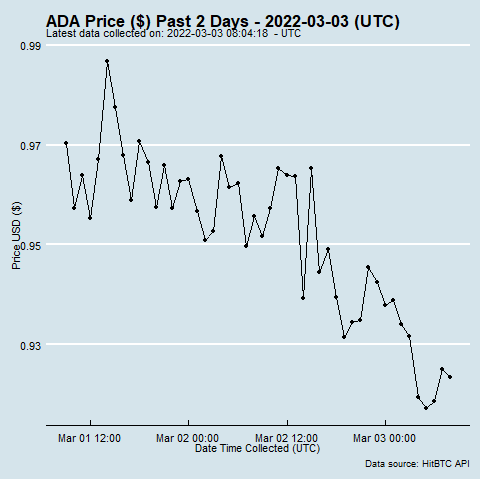 ADA Price ($) Past 2 Days - 2022-03-03 (UTC)
Latest data collected on: 2022-03-03 08:04:18 - UTC
0.99
0.97
0.95
0.93
Price USD ($)
Mar 01 12:00
Mar 02 00:00
Mar 02 12:00
Mar 03 00:00
Date Time Collected (UTC)
Data source: HitBTC API